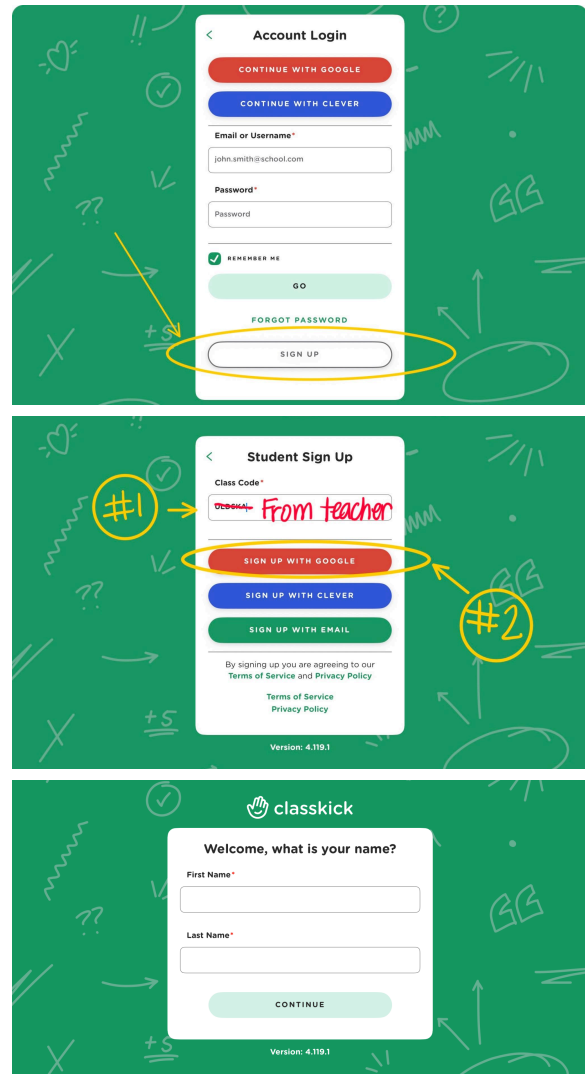 Account Login
CONTINUE WITH GOOGLE
CONTINUE WITH CLEVER
Email or Username*
john.smith@school.com
Password*
Password
REMEMBER ME
GO
FORGOT PASSWORD
SIGN UP
??
+5
Student Sign Up
Class Code*
From teacher
#1
SIGN UP WITH GOOGLE
SIGN UP WITH CLEVER
#2
SIGN UP WITH EMAIL
By signing up you are agreeing to our
Terms of Service and Privacy Policy
Terms of Service
Privacy Policy
Version: 4.119.1
??
+5
classkick
Welcome, what is your name?
First Name*
Last Name*
CONTINUE
Version: 4.119.1
??
+5